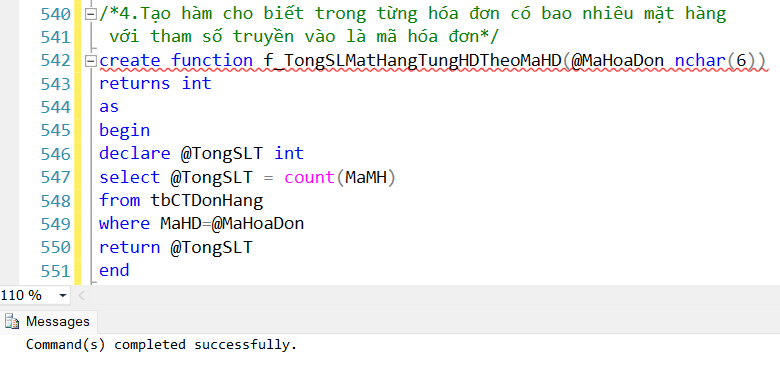 540 /*4.Tạo hàm cho biết trong từng hóa đơn có bao nhiêu mặt hàng
541 với tham số truyền vào là mã hóa đơn*/
542 create function f_TongSLMatHangTungHDTheoMaHD(@MaHoaDon nchar(6))
543 returns int
544 as
545 begin
546 declare @TongSLT int
547 select @TongSLT = count(MaMH)
548 from tbCTDonHang
549 where MaHD=@MaHoaDon
550 return @TongSLT
551 end
110 %
Messages
Command(s) completed successfully.